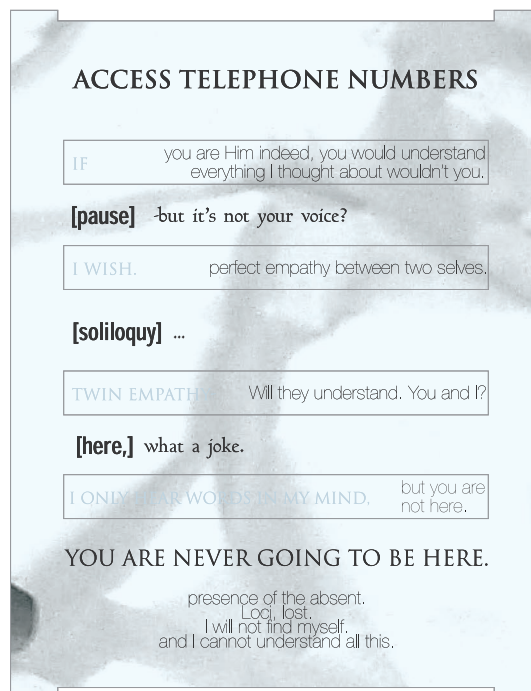 ACCESS TELEPHONE NUMBERS
IF you are Him indeed, you would understand
everything I thought about wouldn't you.
[pause] -but it's not your voice?
I WISH. perfect empathy between two selves.
[soliloquy] ...
TWIN EMPATH Will they understand. You and I?
[here,] what a joke.
I ONLY WORDS IN MY MIND, but you are
not here.
YOU ARE NEVER GOING TO BE HERE.
presence of the absent.
Loci, lost.
I will not find myself.
and I cannot understand all this.